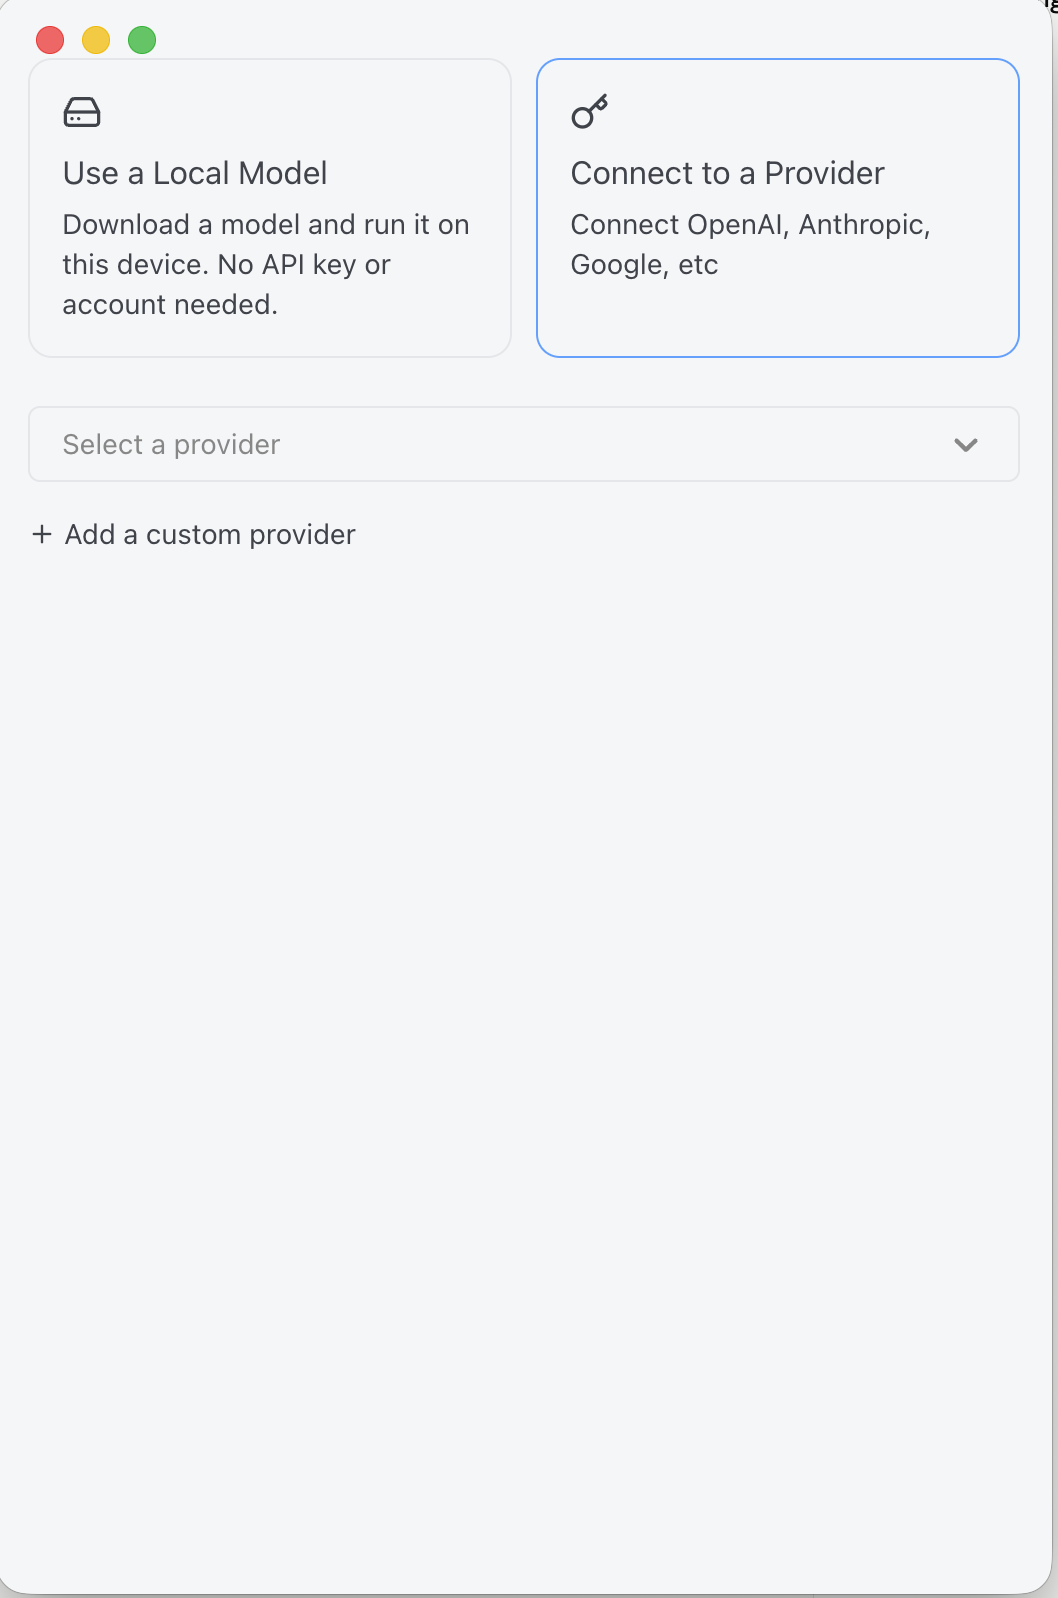 Use a Local Model
Download a model and run it on
this device. No API key or
account needed.
Connect to a Provider
Connect OpenAI, Anthropic,
Google, etc
Select a provider
+ Add a custom provider